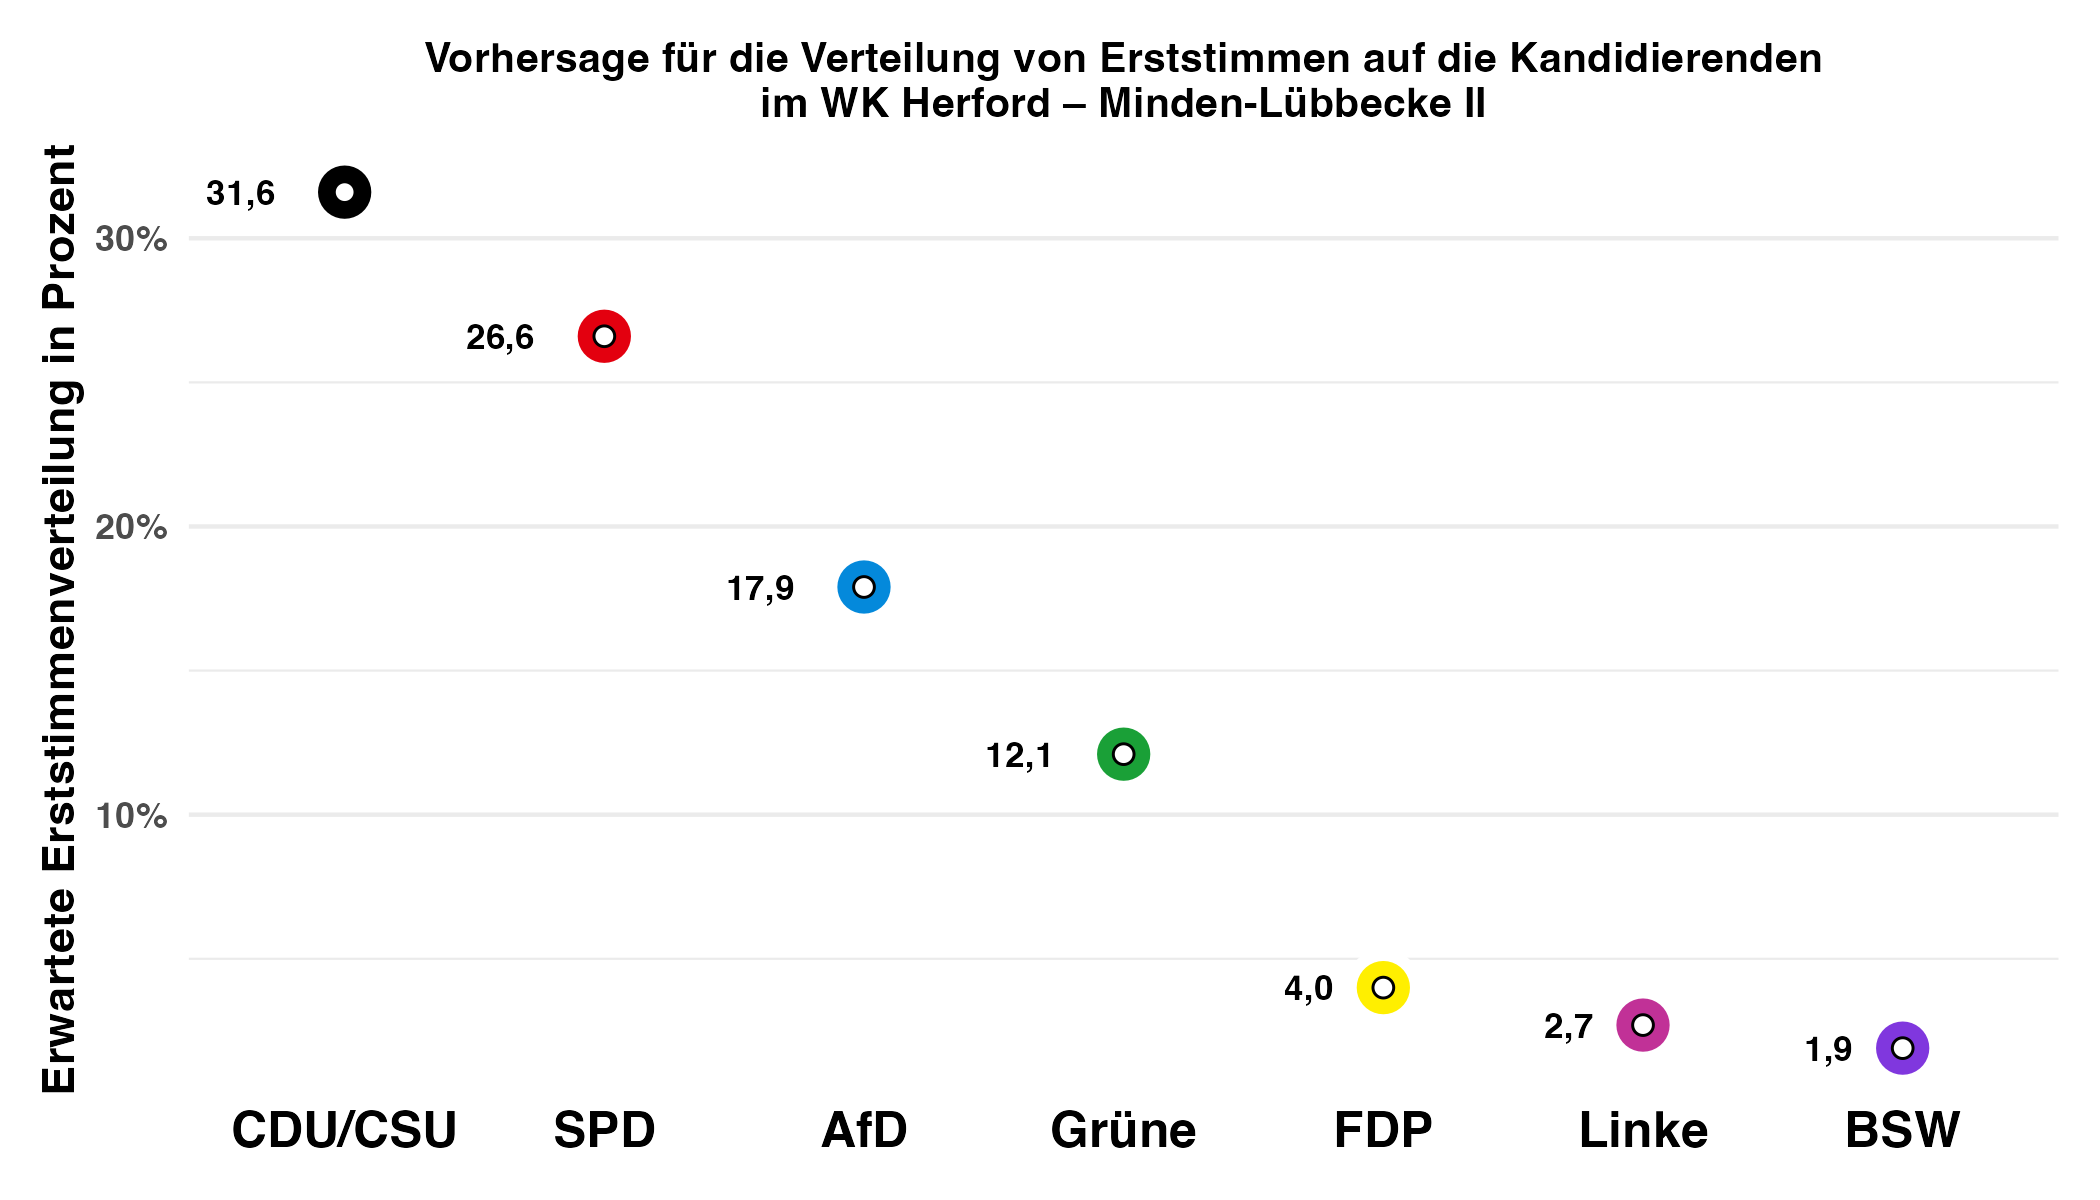 Vorhersage für die Verteilung von Erststimmen auf die Kandidierenden
im WK Herford – Minden-Lübbecke II
Erwartete Erststimmenverteilung in Prozent
30%
20%
10%
31,6
26,6
17,9
12,1
4,0
2,7
1,9
CDU/CSU
SPD
AfD
Grüne
FDP
Linke
BSW